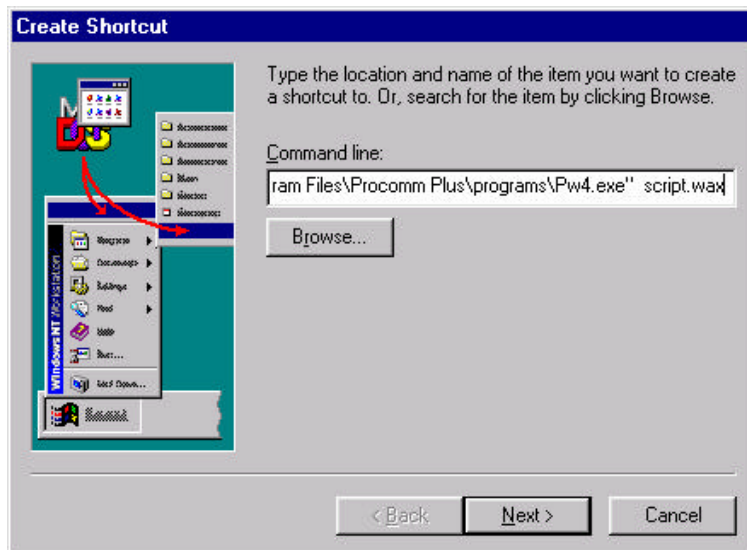 Create Shortcut
Type the location and name of the item you want to create
a shortcut to. Or, search for the item by clicking Browse.
Command line:
ram Files\Procomm Plus\programs\Pw4.exe"  script.wax
Browse...
Windows NT Workstation
< Back
Next >
Cancel